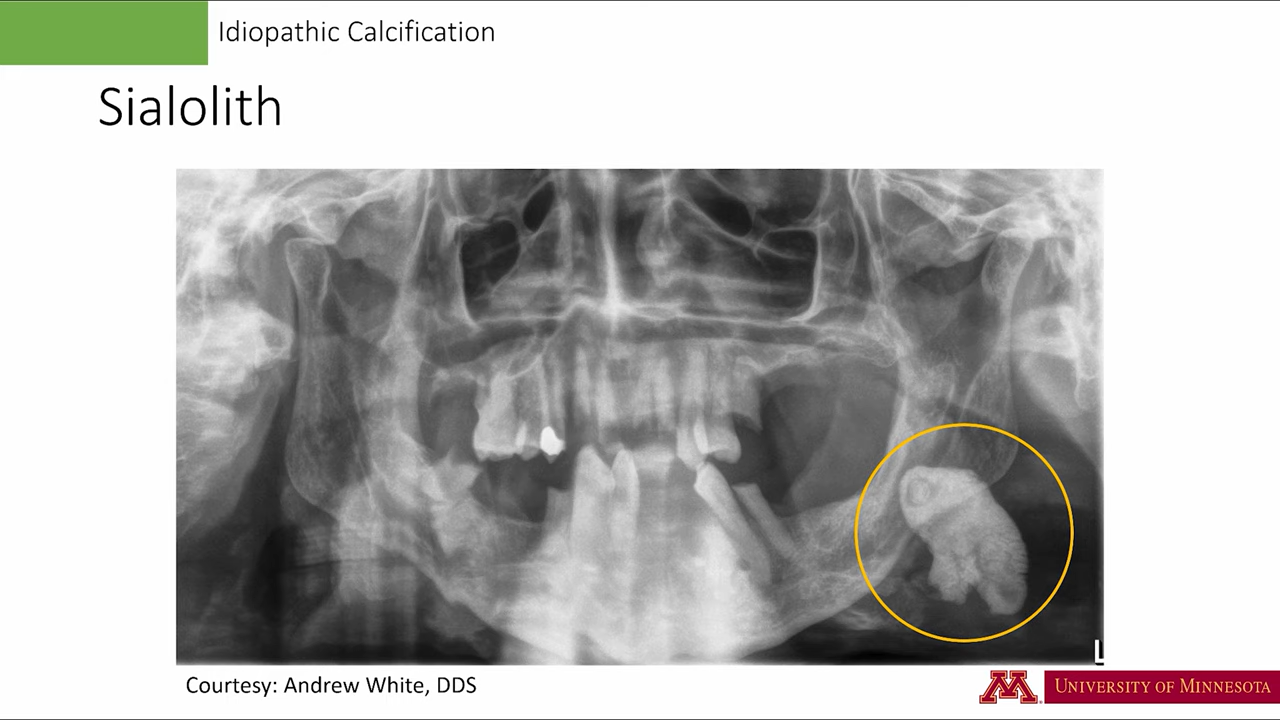 Idiopathic Calcification
Sialolith
L
Courtesy: Andrew White, DDS
M
UNIVERSITY OF MINNESOTA